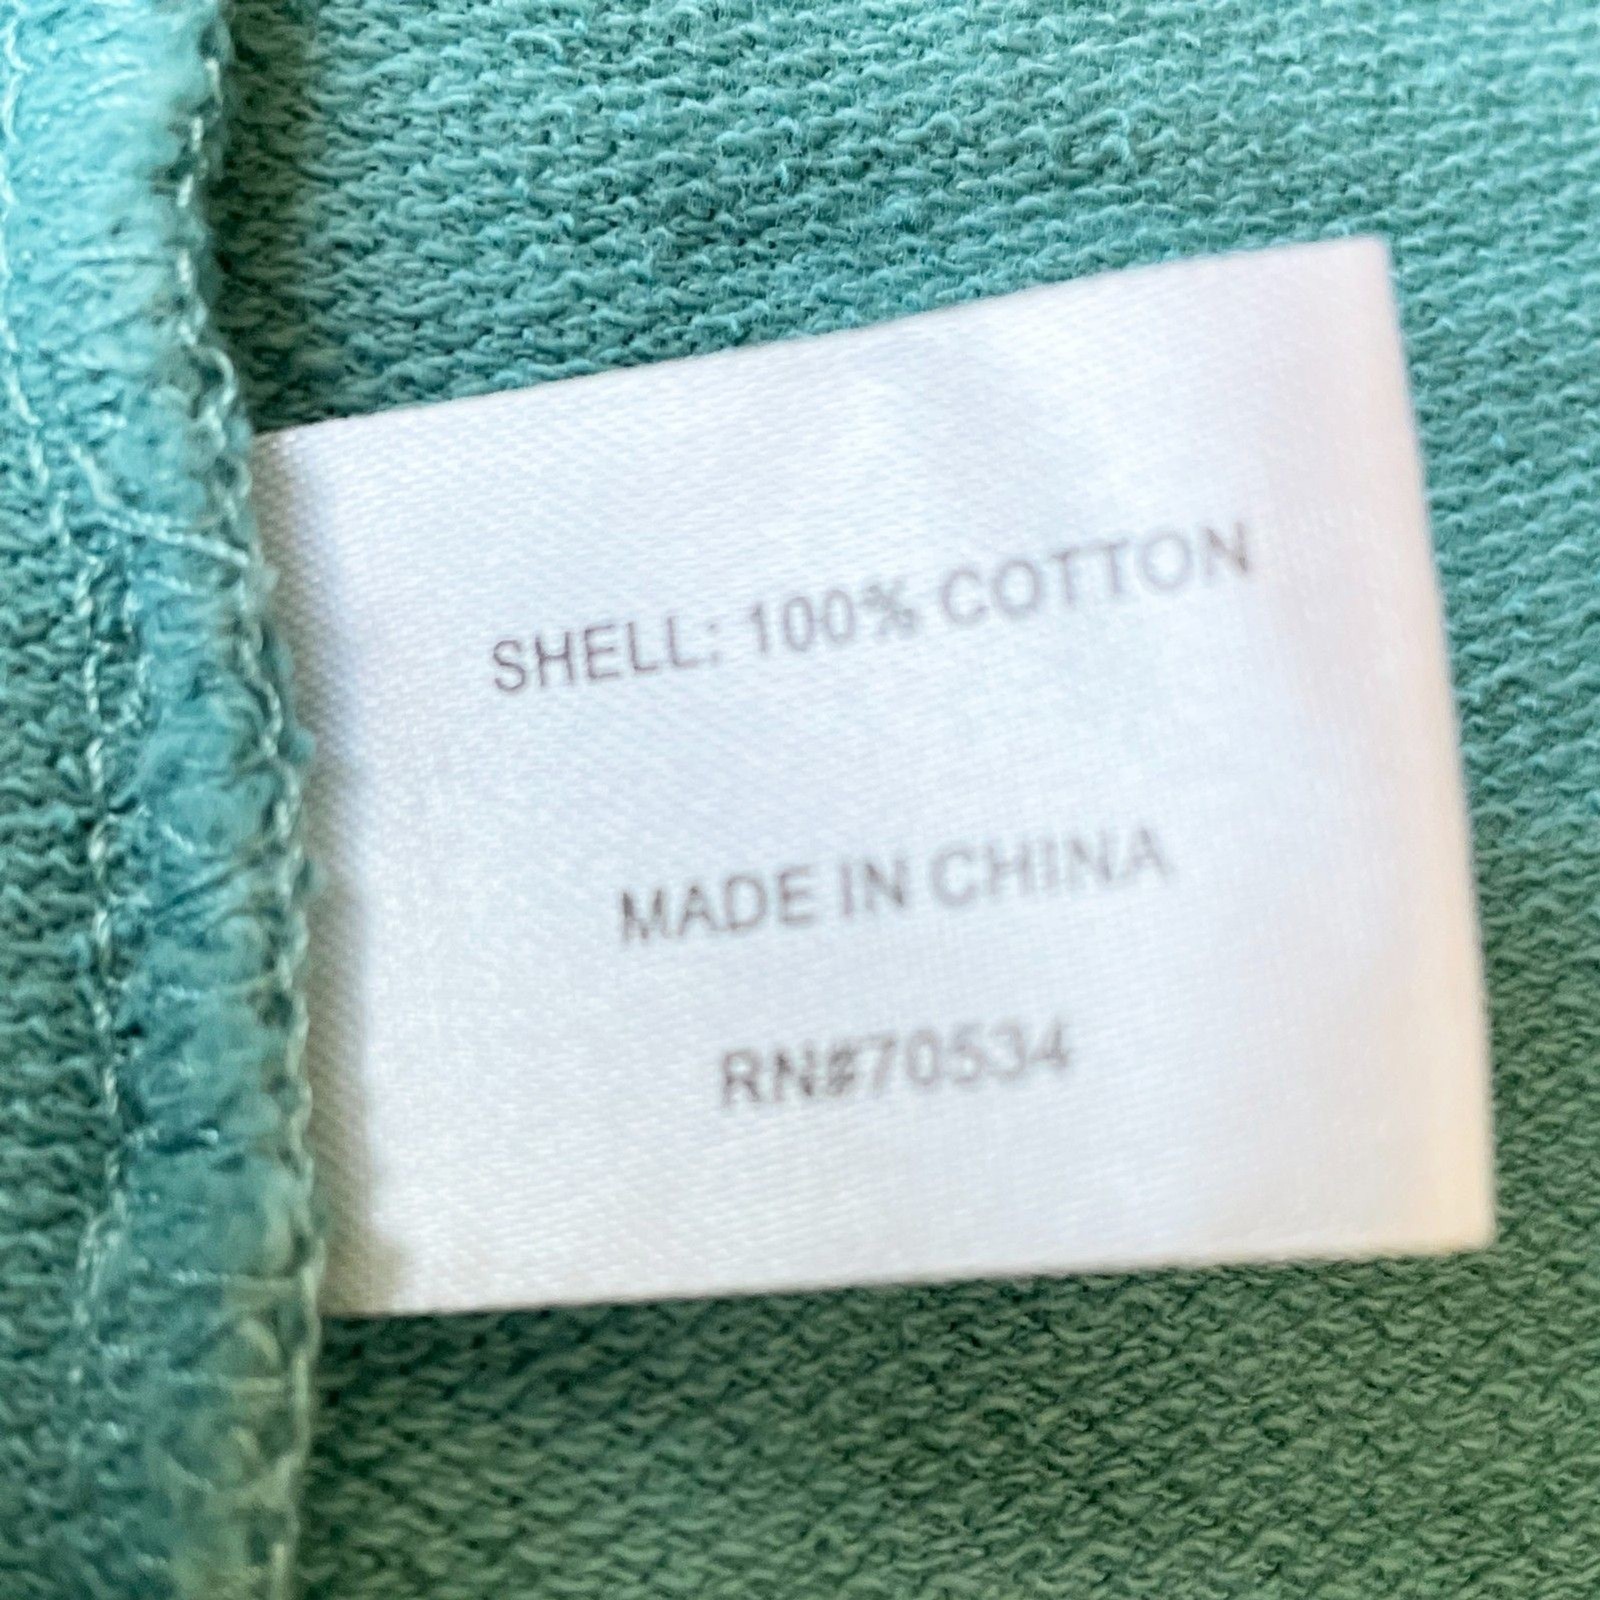 SHELL: 100% COTTON
MADE IN CHINA
RN#70534